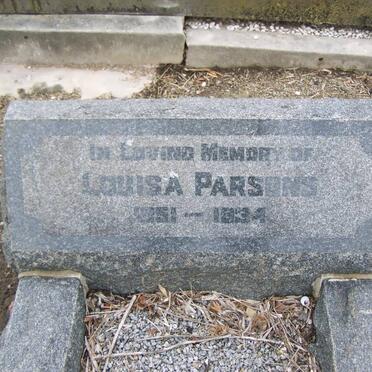 In Loving Memory of
Louisa Parsons
1851 – 1934